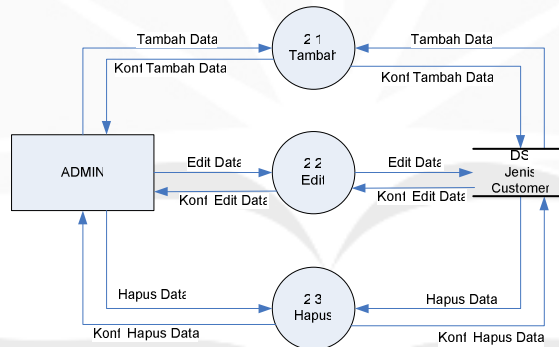 Tambah Data
2.1
Tambah
Tambah Data
Konf Tambah Data
Konf Tambah Data
ADMIN
Edit Data
2.2
Edit
Edit Data
DS
Jenis
Customer
Konf Edit Data
Konf Edit Data
Hapus Data
2.3
Hapus
Hapus Data
Konf Hapus Data
Konf Hapus Data